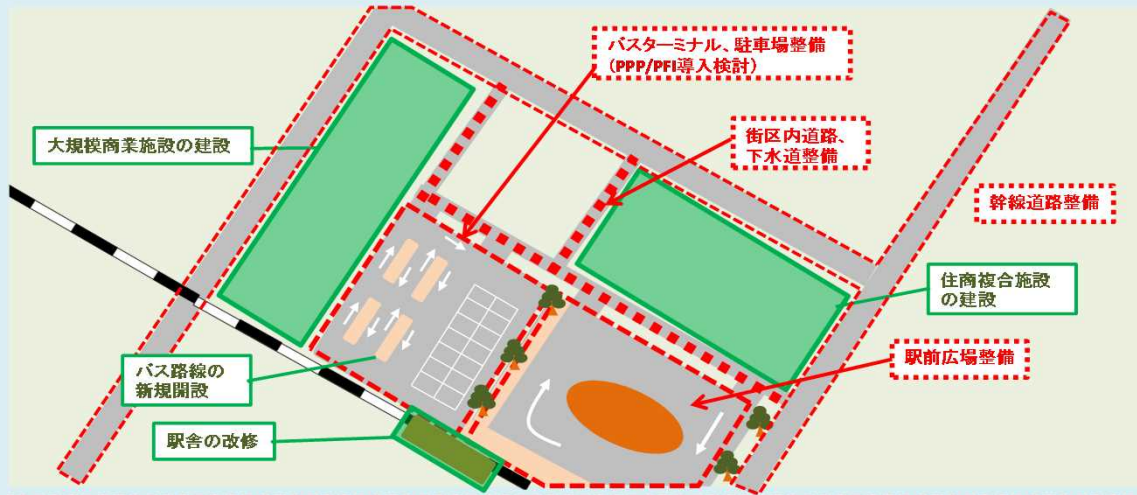 バスターミナル、駐車場整備
(PPP/PFI導入検討)
大規模商業施設の建設
街区内道路、
下水道整備
幹線道路整備
住商複合施設
の建設
駅前広場整備
バス路線の
新規開設
駅舎の改修